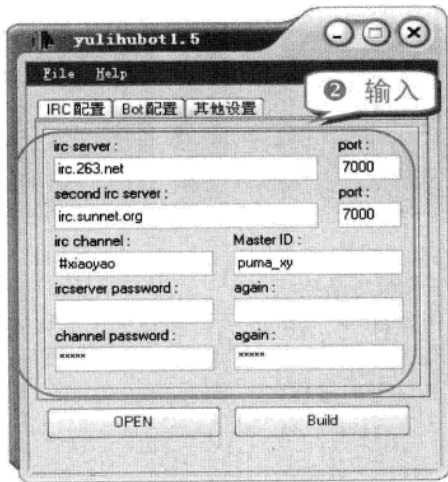 yulihubot1.5
File Help
❷ 输入
IRC配置 Bot配置 其他设置
irc server : port :
irc.263.net 7000
second irc server : port :
irc.sunnet.org 7000
irc channel : Master ID :
#xiaoyao puma_xy
ircserver password : again :
channel password : again :
***** *****
OPEN Build